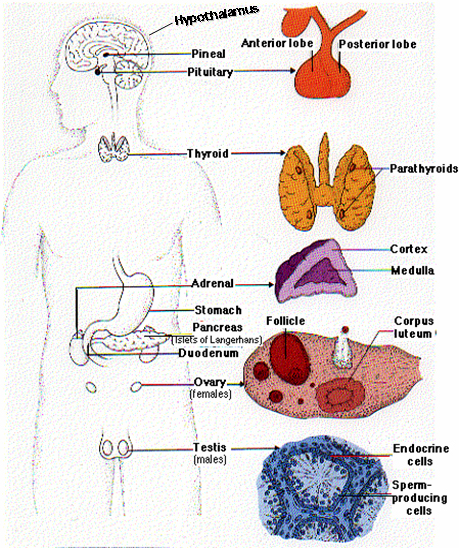 Hypothalamus
Anterior lobe
Posterior lobe
Pineal
Pituitary
Thyroid
Parathyroids
Cortex
Adrenal
Medulla
Stomach
Pancreas
(Islets of Langerhans)
Duodenum
Follicle
Corpus
luteum
Ovary
(females)
Testis
(males)
Endocrine
cells
Sperm-
producing
cells